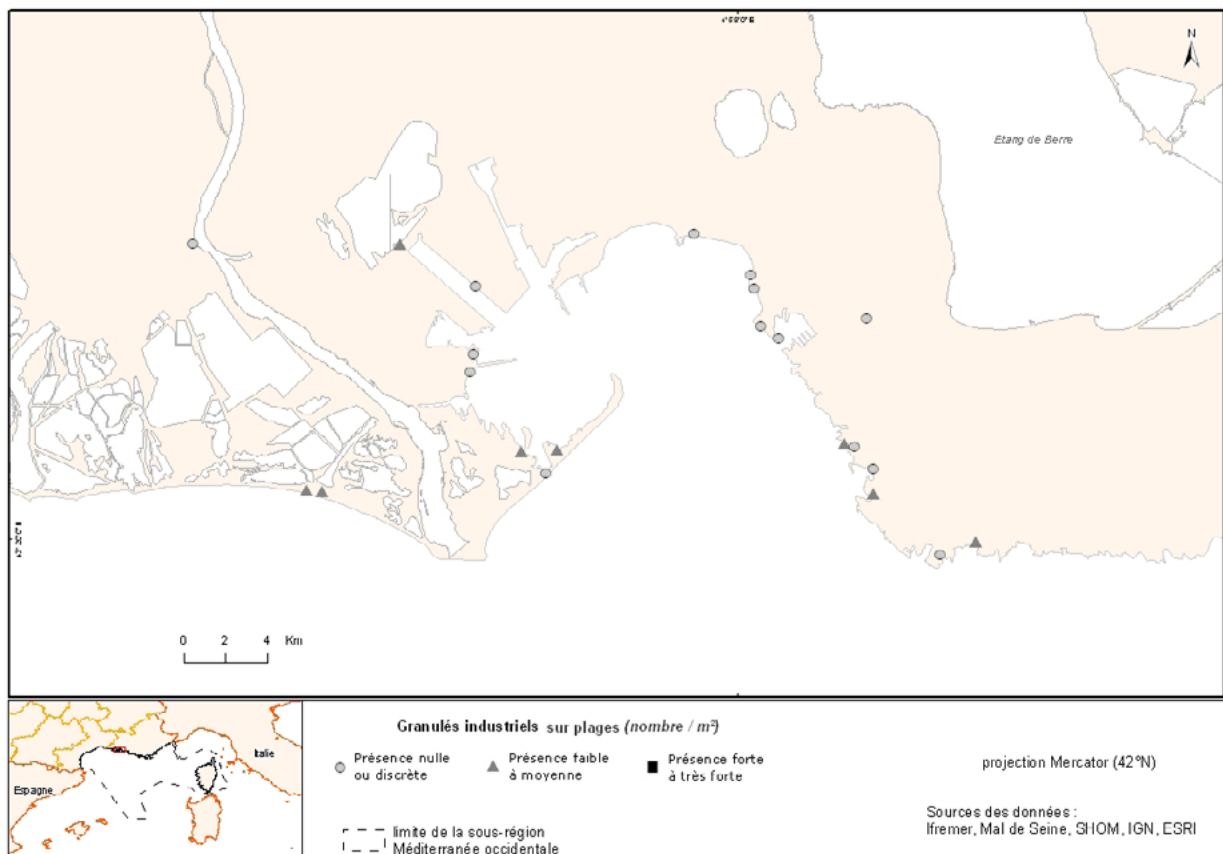 N
Etang de Berre
0 2 4 Km
Italie
Espagne
Granulés industriels sur plages (nombre / m²)
Présence nulle
ou discrète
Présence faible
à moyenne
Présence forte
à très forte
limite de la sous-région
Méditerranée occidentale
projection Mercator (42°N)
Sources des données :
Ifremer, Mal de Seine, SHOM, IGN, ESRI